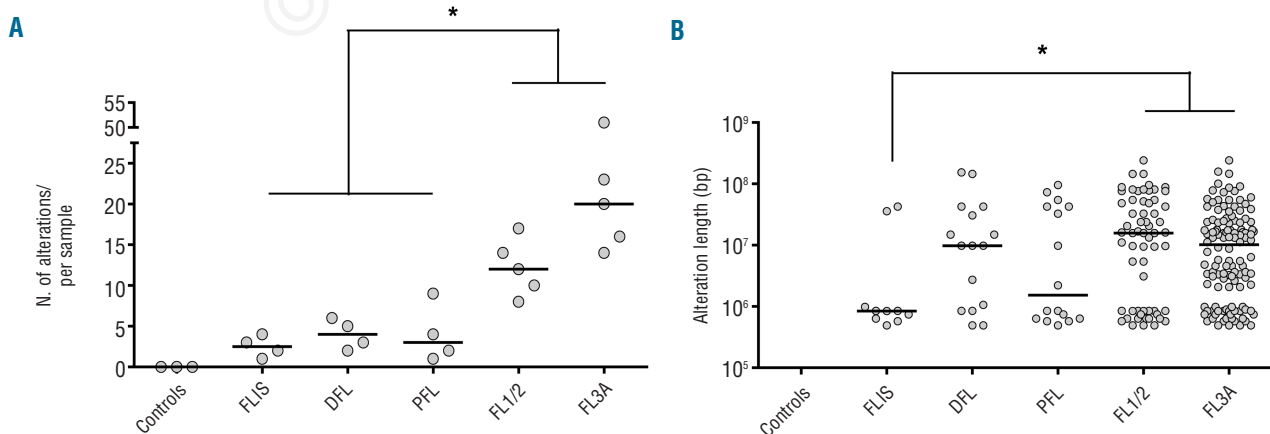 A
*
N. of alterations/
per sample
55
50
25
20
15
10
5
0
Controls
FLIS
DFL
PFL
FL1/2
FL3A
B
*
Alteration length (bp)
10⁹
10⁸
10⁷
10⁶
10⁵
Controls
FLIS
DFL
PFL
FL1/2
FL3A
©